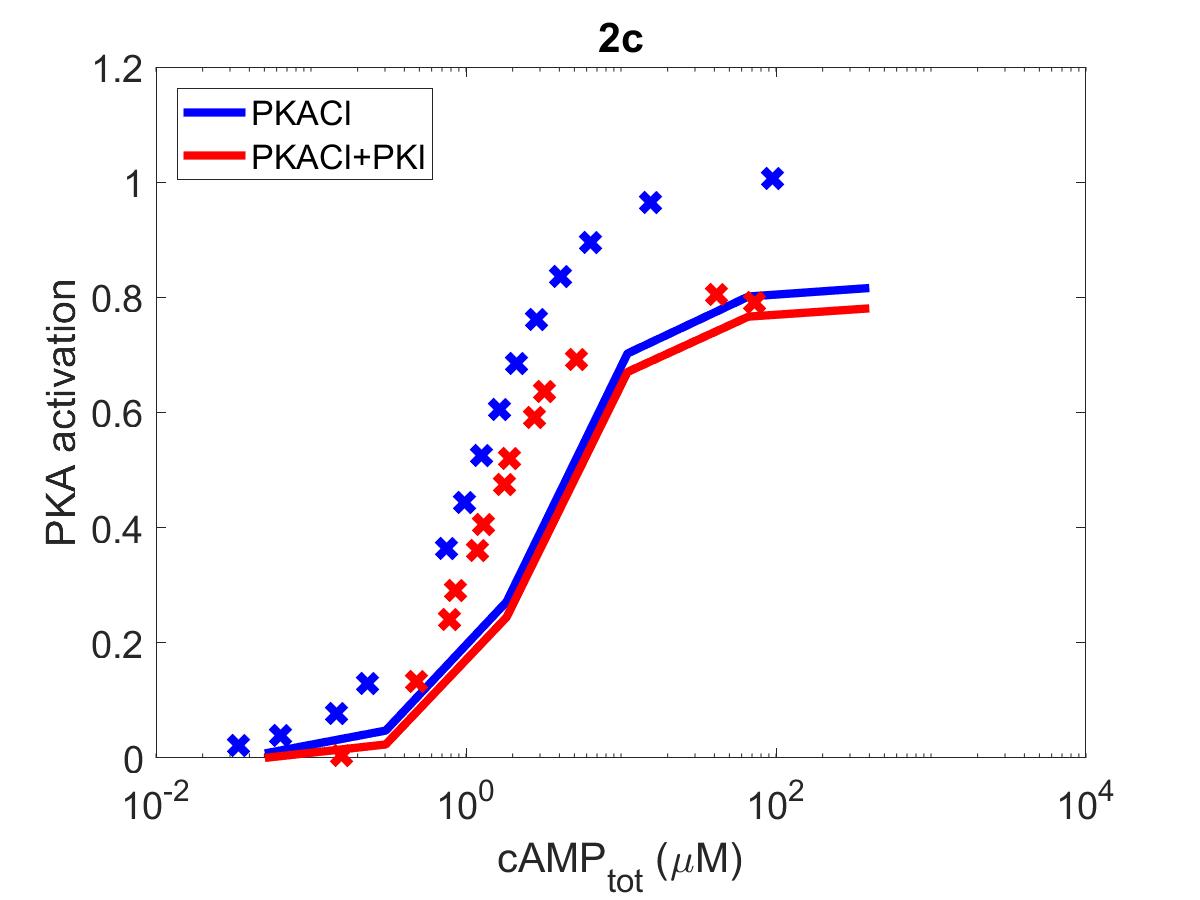 2c
PKACI
PKACI+PKI
PKA activation
1.2
1
0.8
0.6
0.4
0.2
0
10^-2
10^0
10^2
10^4
cAMP_tot (μM)